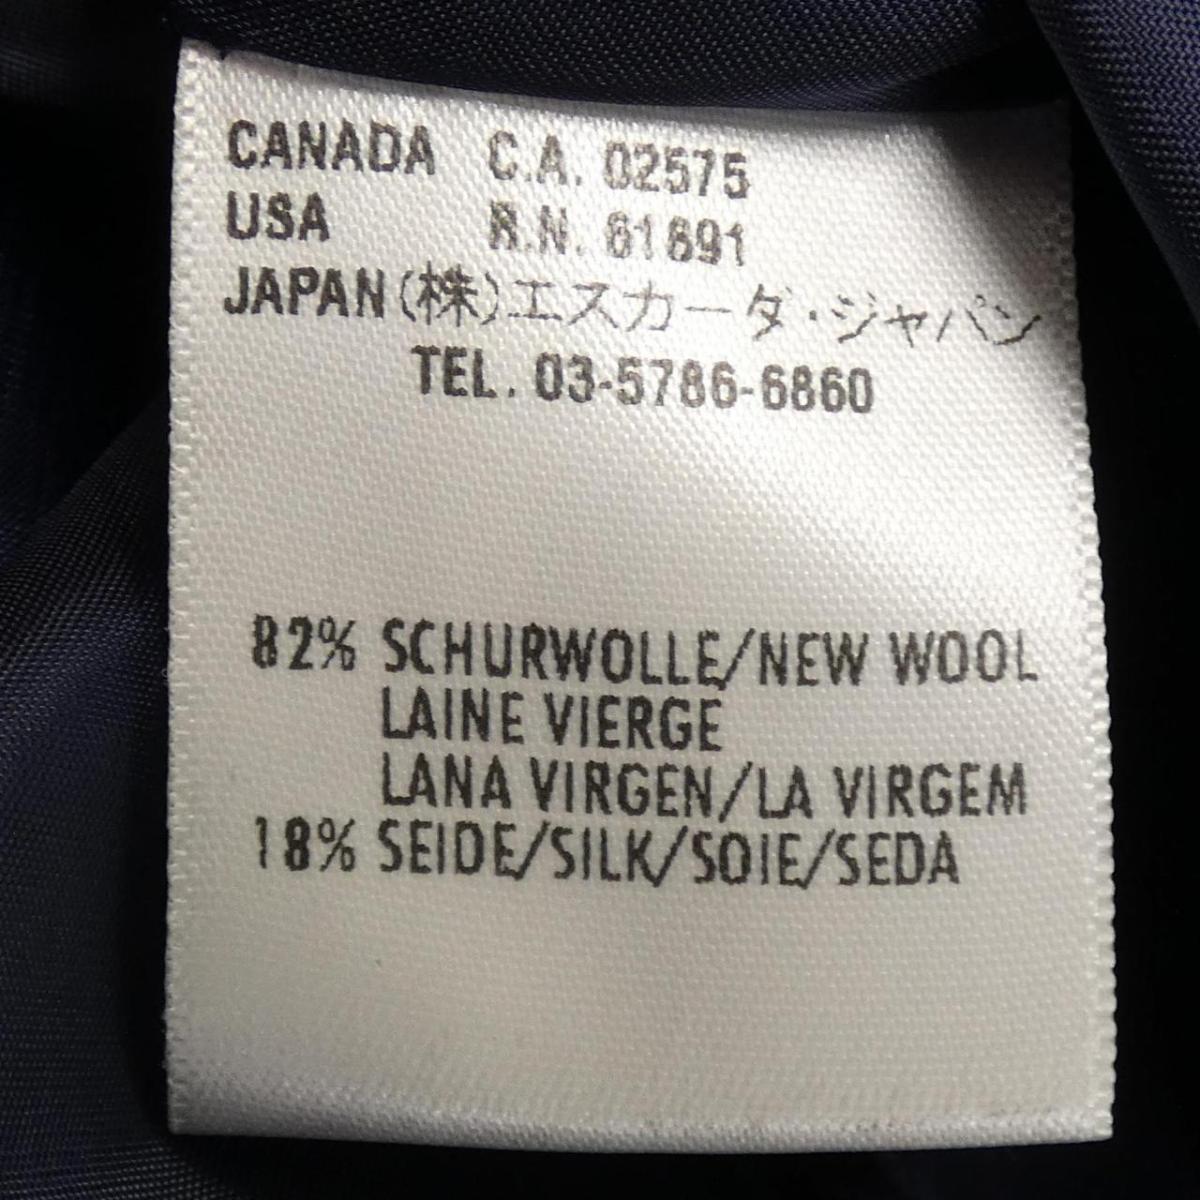 CANADA C.A. 02575
USA R.N. 61691
JAPAN (株)エスカーダ・ジャパン
TEL. 03-5786-6860
82% SCHURWOLLE/NEW WOOL
LAINE VIERGE
LANA VIRGEN/LA VIRGEM
18% SEIDE/SILK/SOIE/SEDA